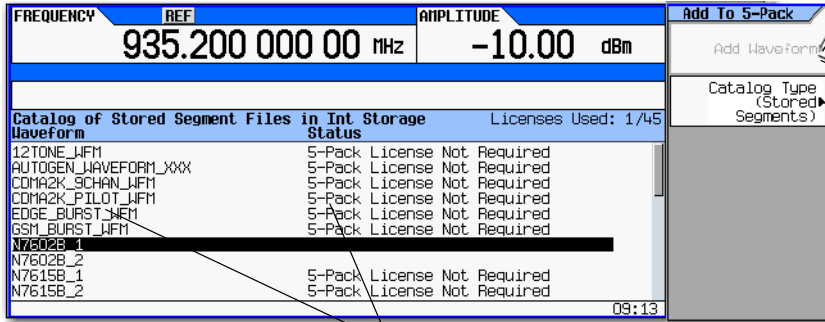 FREQUENCY REF AMPLITUDE Add To 5-Pack
935.200 000 00 MHz -10.00 dBm
Add Waveform
Catalog Type
(Stored
Segments)
Catalog of Stored Segment Files in Int Storage Licenses Used: 1/45
Waveform Status
12TONE_WFM 5-Pack License Not Required
AUTOGEN_WAVEFORM_XXX 5-Pack License Not Required
CDMA2K_9CHAN_WFM 5-Pack License Not Required
CDMA2K_PILOT_WFM 5-Pack License Not Required
EDGE_BURST_WFM 5-Pack License Not Required
GSM_BURST_WFM 5-Pack License Not Required
N7602B_1
N7602B_2
N7615B_1 5-Pack License Not Required
N7615B_2 5-Pack License Not Required
09:13